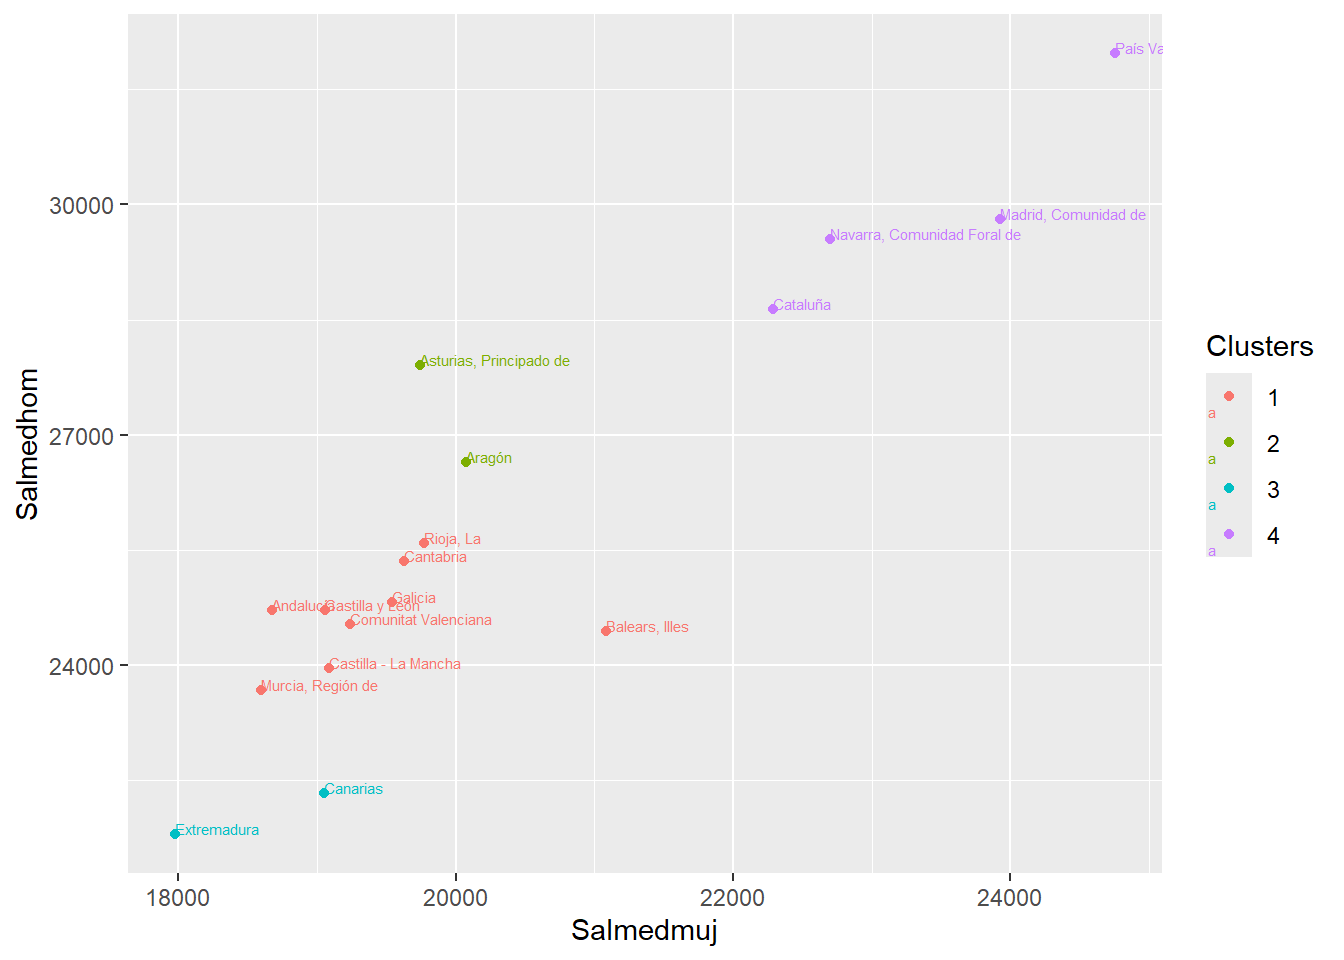 País Va
30000
Madrid, Comunidad de
Navarra, Comunidad Foral de
Cataluña
Clusters
Asturias, Principado de
1
a
27000
2
Aragón
a
Salmedhom
3
a
Rioja, La
4
Cantabria
a
Galicia
Andalucía
Castilla y León
Comunitat Valenciana
Balears, Illes
24000
Castilla - La Mancha
Murcia, Región de
Canarias
Extremadura
18000 20000 22000 24000
Salmedmuj